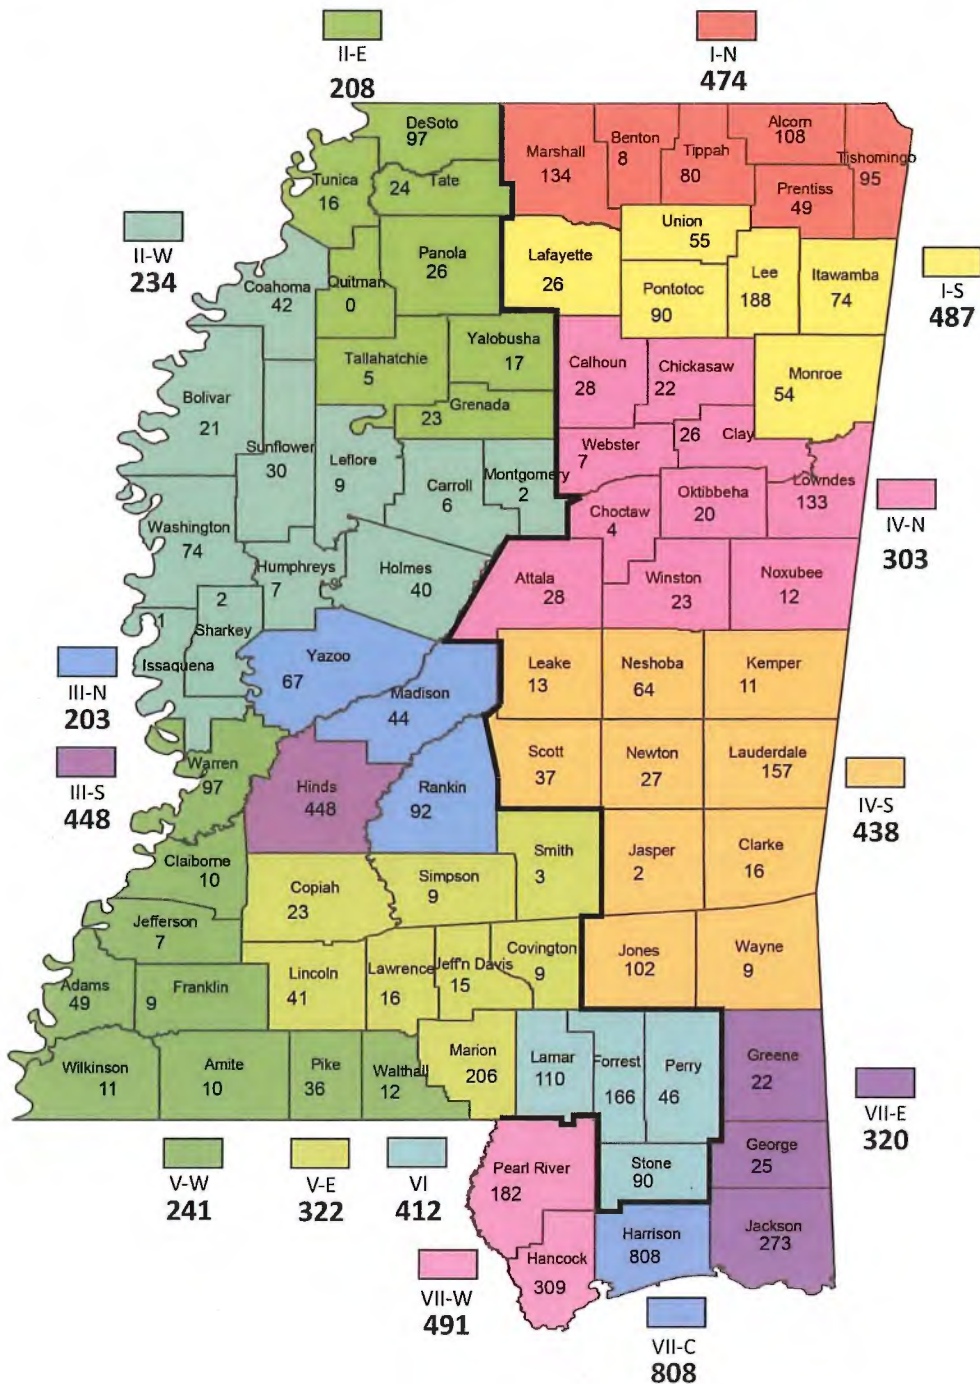 II-E
208
I-N
474
DeSoto
97
Tunica
16
24 Tate
Marshall
134
Benton
8
Tippah
80
Alcorn
108
Tishomingo
95
Prentiss
49
II-W
234
Coahoma
42
Quitman
0
Panola
26
Lafayette
26
Union
55
Pontotoc
90
Lee
188
Itawamba
74
I-S
487
Tallahatchie
5
Yalobusha
17
23 Grenada
Calhoun
28
Chickasaw
22
Monroe
54
Bolivar
21
Sunflower
30
Leflore
9
Carroll
6
Montgomery
2
Webster
7
26 Clay
Lowndes
133
Oktibbeha
20
Choctaw
4
IV-N
303
Washington
74
Humphreys
7
Holmes
40
Attala
28
Winston
23
Noxubee
12
2
Sharkey
1
Issaquena
III-N
203
Yazoo
67
Madison
44
Leake
13
Neshoba
64
Kemper
11
III-S
448
Warren
97
Hinds
448
Rankin
92
Scott
37
Newton
27
Lauderdale
157
IV-S
438
Claiborne
10
Copiah
23
Simpson
9
Smith
3
Jasper
2
Clarke
16
Jefferson
7
Adams
49
9 Franklin
Lincoln
41
Lawrence
16
Jeff'n Davis
15
Covington
9
Jones
102
Wayne
9
Wilkinson
11
Amite
10
Pike
36
Walthall
12
Marion
206
Lamar
110
Forrest
166
Perry
46
Greene
22
VII-E
320
V-W
241
V-E
322
VI
412
Pearl River
182
Stone
90
George
25
Hancock
309
Harrison
808
Jackson
273
VII-W
491
VII-C
808